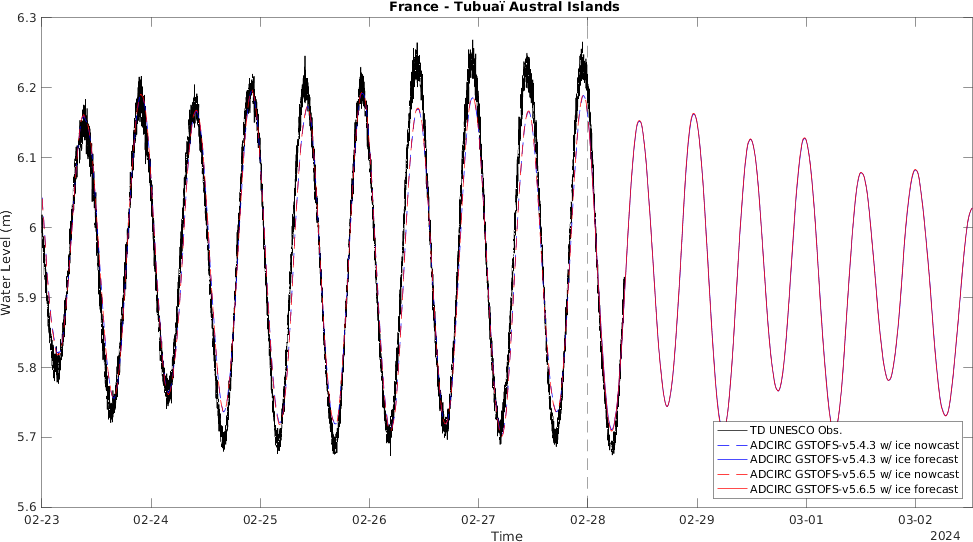 France - Tubuaï Austral Islands
6.3
6.2
6.1
6
5.9
5.8
5.7
5.6
Water Level (m)
TD UNESCO Obs.
ADCIRC GSTOFS-v5.4.3 w/ ice nowcast
ADCIRC GSTOFS-v5.4.3 w/ ice forecast
ADCIRC GSTOFS-v5.6.5 w/ ice nowcast
ADCIRC GSTOFS-v5.6.5 w/ ice forecast
02-23 02-24 02-25 02-26 02-27 02-28 02-29 03-01 03-02
Time
2024